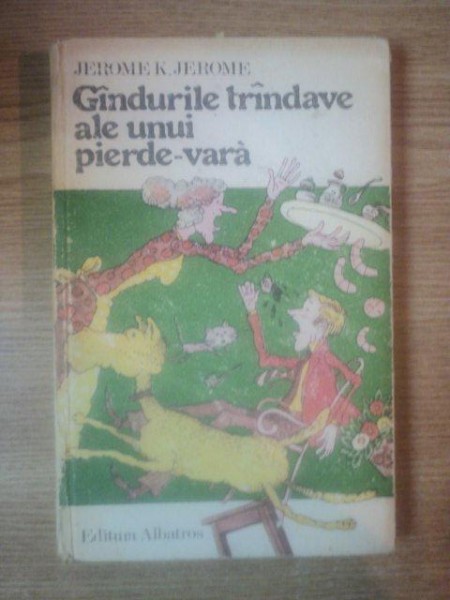 JEROME K. JEROME
Gîndurile trîndave
ale unui
pierde-vară
Editura Albatros